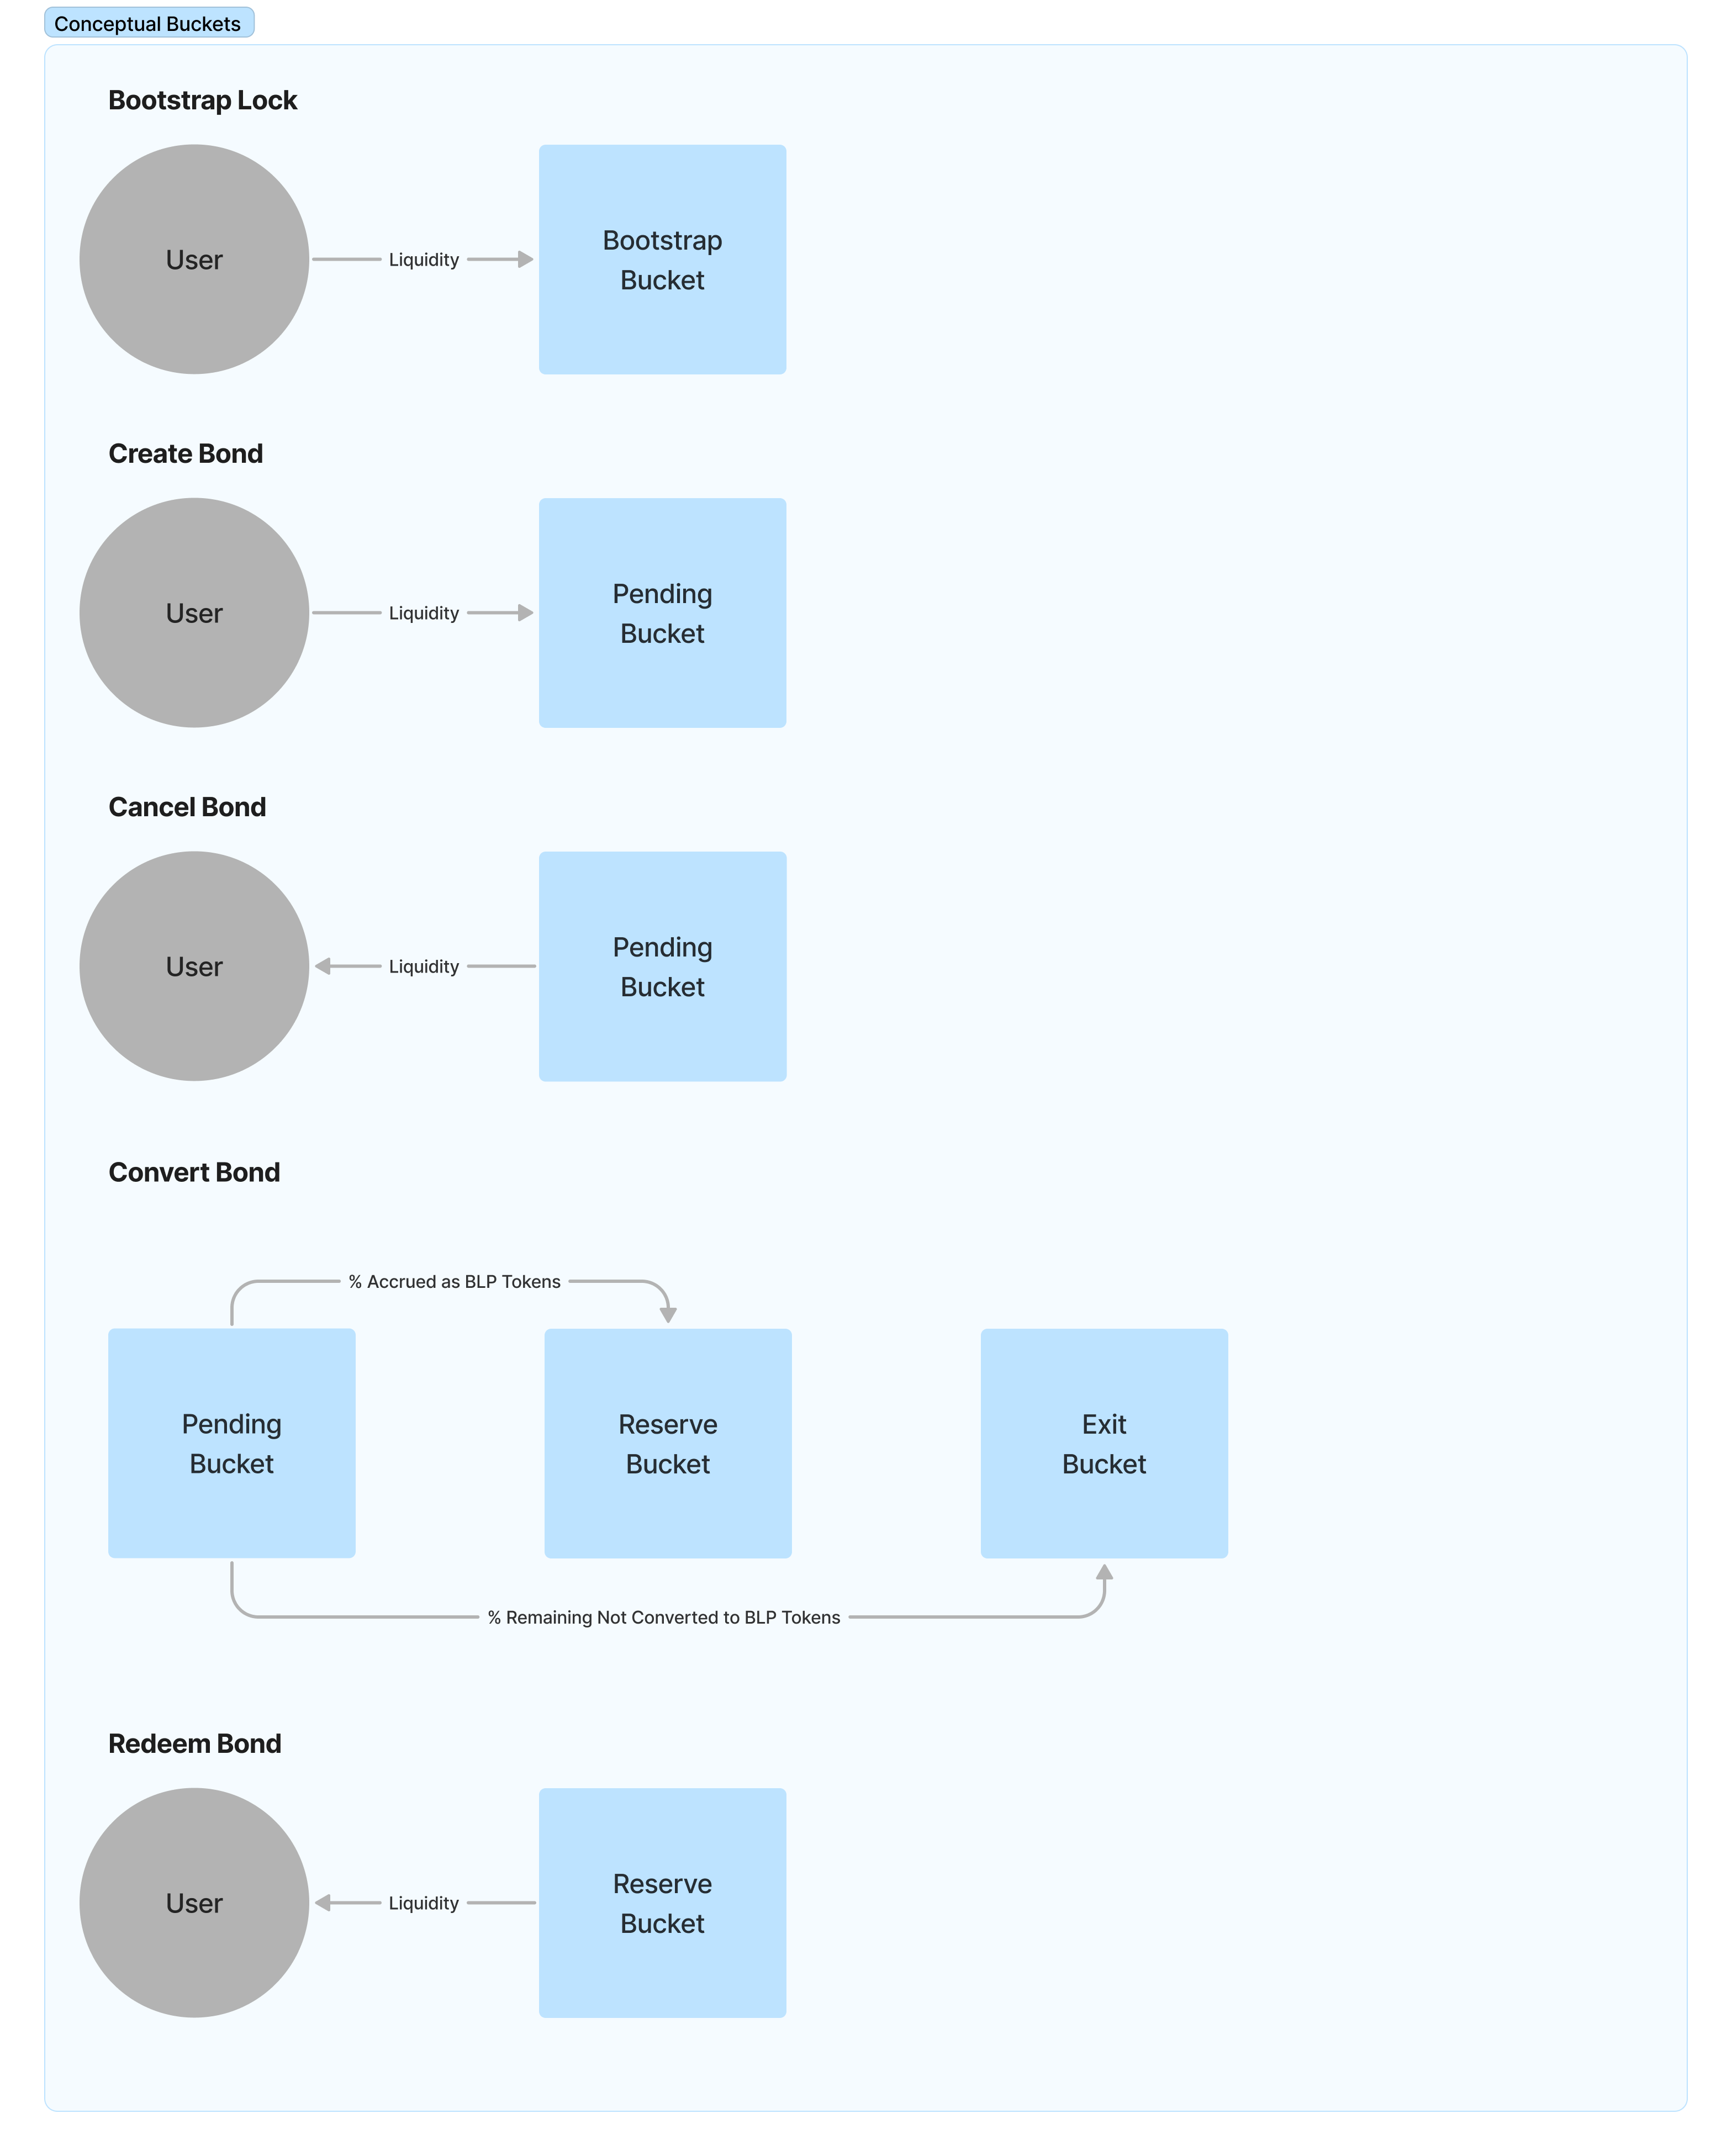 Conceptual Buckets
Bootstrap Lock
User
Liquidity
Bootstrap
Bucket
Create Bond
User
Liquidity
Pending
Bucket
Cancel Bond
User
Liquidity
Pending
Bucket
Convert Bond
% Accrued as BLP Tokens
Pending
Bucket
Reserve
Bucket
Exit
Bucket
% Remaining Not Converted to BLP Tokens
Redeem Bond
User
Liquidity
Reserve
Bucket